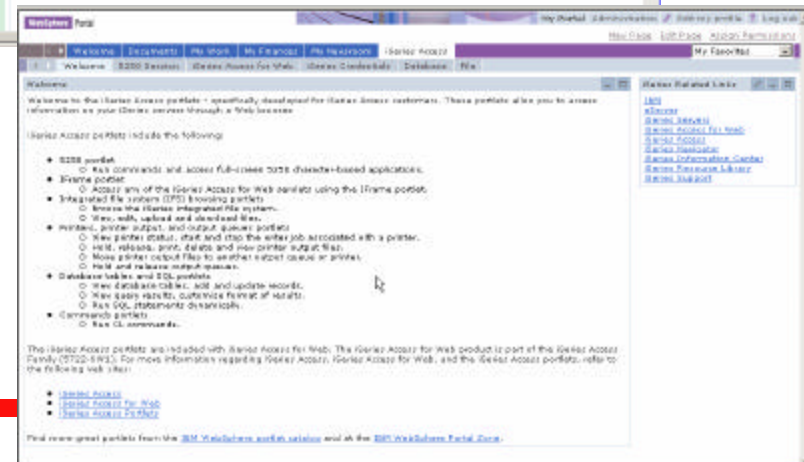 WebSphere Portal
My Portal Administration Edit my profile ? Log out
New Page Edit Page Assign Permissions
Welcome Documents My Work My Finances My Newsroom iSeries Access
My Favorites
Welcome 5250 Session iSeries Access for Web iSeries Credentials Database File
Welcome
Welcome to the iSeries Access portlets - specifically developed for iSeries Access customers. These portlets allow you to access
information on your iSeries servers through a Web browser.
iSeries Access portlets include the following:
5250 portlet
Run commands and access full-screen 5250 character-based applications.
IFrame portlet
Access any of the iSeries Access for Web servlets using the IFrame portlet.
Integrated file system (IFS) browsing portlets
Browse the iSeries integrated file system.
View, edit, upload and download files.
Printers, printer output, and output queues portlets
View printer status, start and stop the writer job associated with a printer.
Hold, release, print, delete and view printer output files.
Move printer output files to another output queue or printer.
Hold and release output queues.
Database tables and SQL portlets
View database tables, add and update records.
View query results, customize format of results.
Run SQL statements dynamically.
Commands portlets
Run CL commands.
The iSeries Access portlets are included with iSeries Access for Web. The iSeries Access for Web product is part of the iSeries Access
Family (5722-XW1). For more information regarding iSeries Access, iSeries Access for Web, and the iSeries Access portlets, refer to
the following web sites:
iSeries Access
iSeries Access for Web
iSeries Access Portlets
Find more great portlets from the IBM WebSphere portlet catalog and at the IBM WebSphere Portal Zone.
iSeries Related Links
IBM
eServer
iSeries Servers
iSeries Access for Web
iSeries Access
iSeries Navigator
iSeries Information Center
iSeries Resource Library
iSeries Support